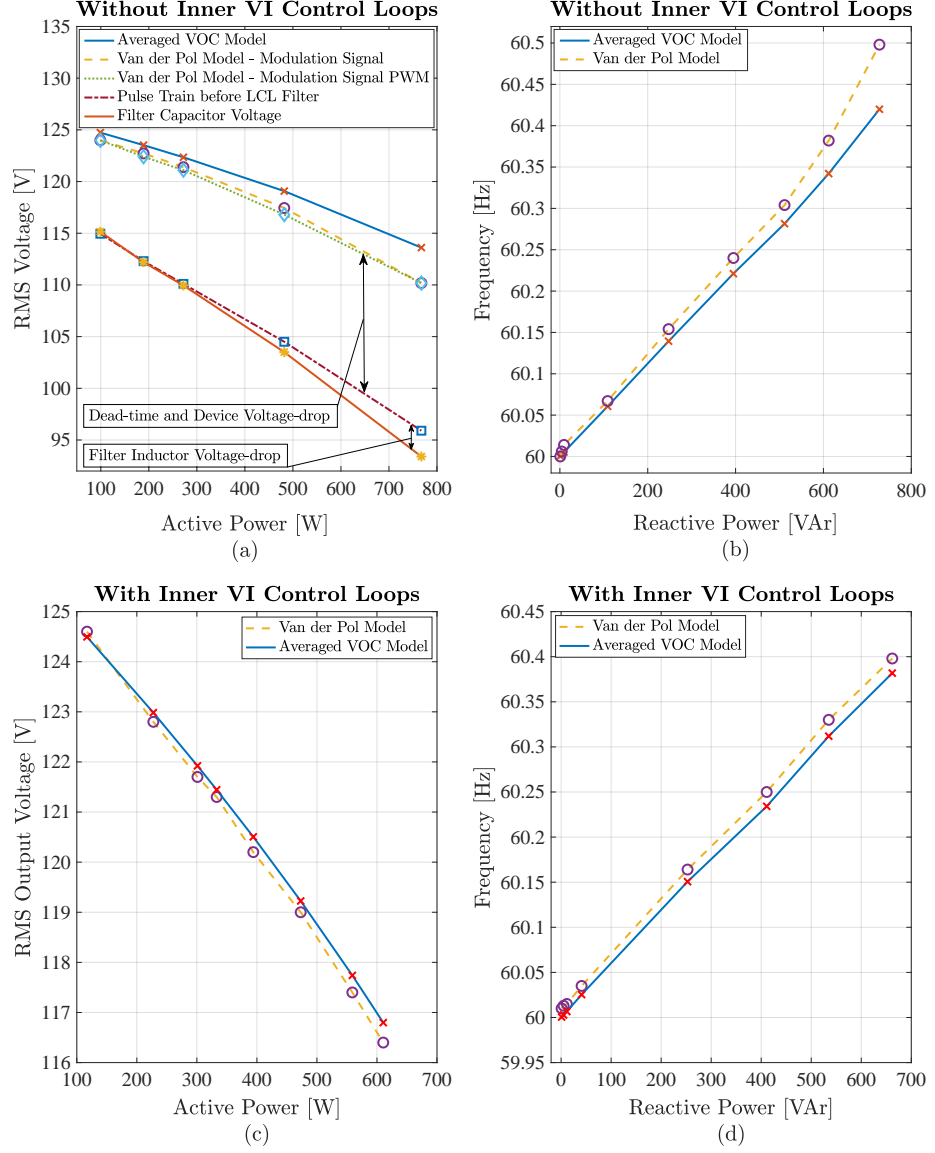 Without Inner VI Control Loops
135
130
125
120
115
110
105
100
95
RMS Voltage [V]
Averaged VOC Model
Van der Pol Model - Modulation Signal
Van der Pol Model - Modulation Signal PWM
Pulse Train before LCL Filter
Filter Capacitor Voltage
Dead-time and Device Voltage-drop
Filter Inductor Voltage-drop
100 200 300 400 500 600 700 800
Active Power [W]
(a)
Without Inner VI Control Loops
60.5
60.4
60.35
60.3
60.25
60.2
60.15
60.1
60.05
60
Frequency [Hz]
Averaged VOC Model
Van der Pol Model
0 100 200 300 400 500 600 700 800
Reactive Power [VAr]
(b)
With Inner VI Control Loops
125
124
123
122
121
120
119
118
117
116
RMS Output Voltage [V]
Van der Pol Model
Averaged VOC Model
100 200 300 400 500 600 700
Active Power [W]
(c)
With Inner VI Control Loops
60.45
60.4
60.35
60.3
60.25
60.2
60.15
60.1
60.05
60
59.95
Frequency [Hz]
Van der Pol Model
Averaged VOC Model
0 100 200 300 400 500 600 700
Reactive Power [VAr]
(d)